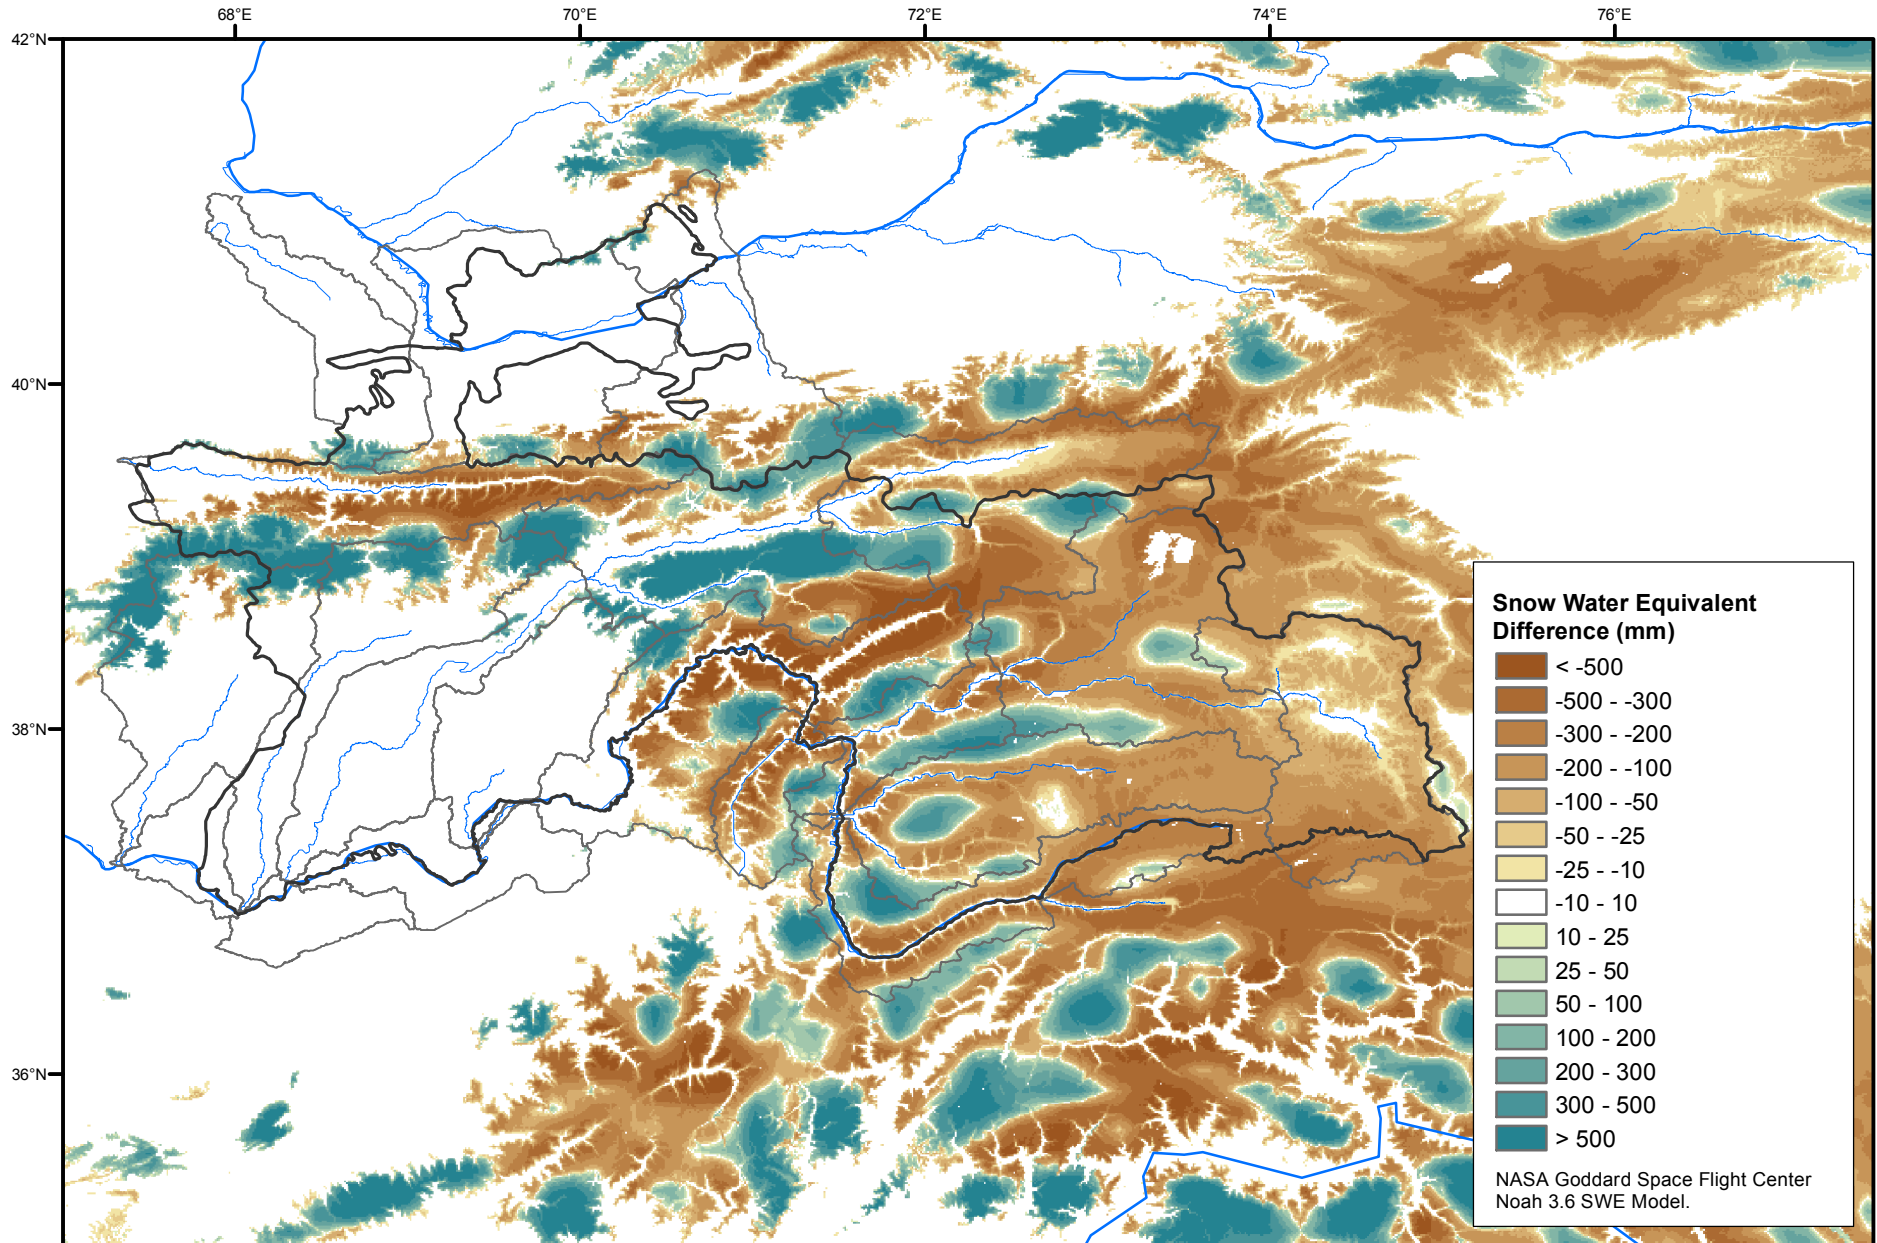 68°E
70°E
72°E
74°E
76°E
42°N
40°N
38°N
36°N
Snow Water Equivalent
Difference (mm)
< -500
-500 - -300
-300 - -200
-200 - -100
-100 - -50
-50 - -25
-25 - -10
-10 - 10
10 - 25
25 - 50
50 - 100
100 - 200
200 - 300
300 - 500
> 500
NASA Goddard Space Flight Center
Noah 3.6 SWE Model.